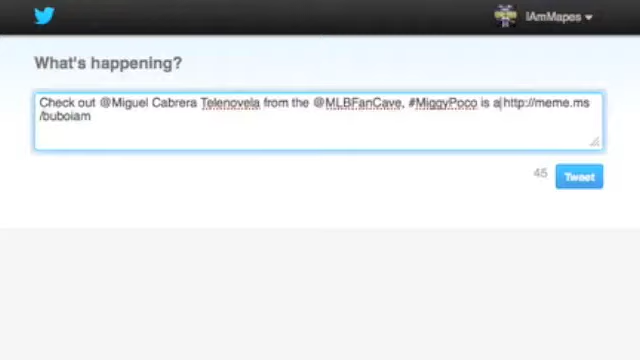 IAmMapes
What's happening?
Check out @Miguel Cabrera Telenovela from the @MLBFanCave, #MiggyPoco is a http://meme.ms
/buboiam
45
Tweet